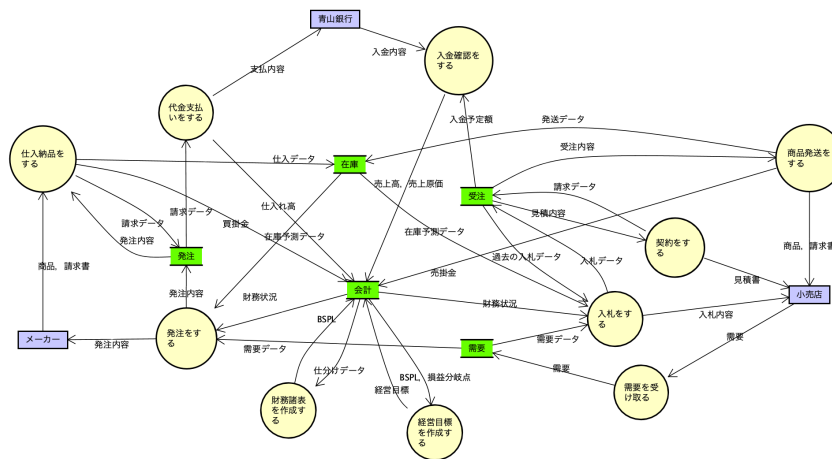 青山銀行
入金確認を
する
入金内容
支払内容
代金支払
いをする
仕入納品を
する
仕入データ
在庫
入金予定額
発送データ
受注内容
商品発送を
する
売上高，売上原価
受注
請求データ
見積内容
請求データ
発注内容
仕入れ高
買掛金
在庫予測データ
在庫予測データ
過去の入札データ
入札データ
契約をす
る
商品，請求書
商品，請求書
発注
売掛金
見積書
会計
小売店
発注内容
財務状況
財務状況
入札をす
る
入札内容
BSPL
メーカー
発注内容
発注をす
る
需要データ
需要
需要データ
需要
需要
仕分けデータ
経営目標
BSPL，損益分岐点
財務諸表
を作成す
る
経営目標
を作成す
る
需要を受
け取る